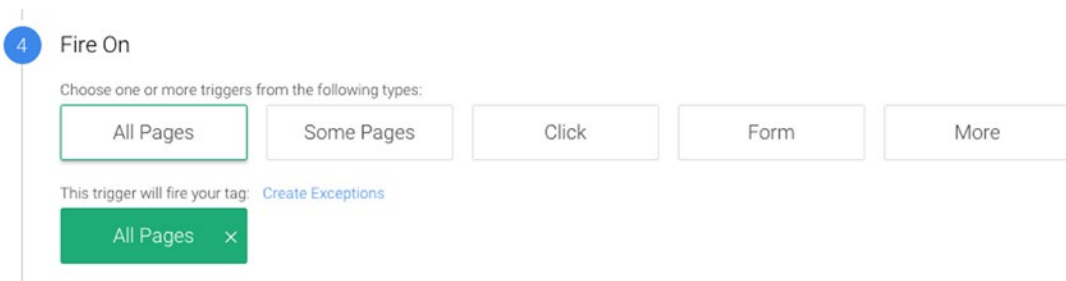 4 Fire On
Choose one or more triggers from the following types:
All Pages Some Pages Click Form More
This trigger will fire your tag: Create Exceptions
All Pages ×